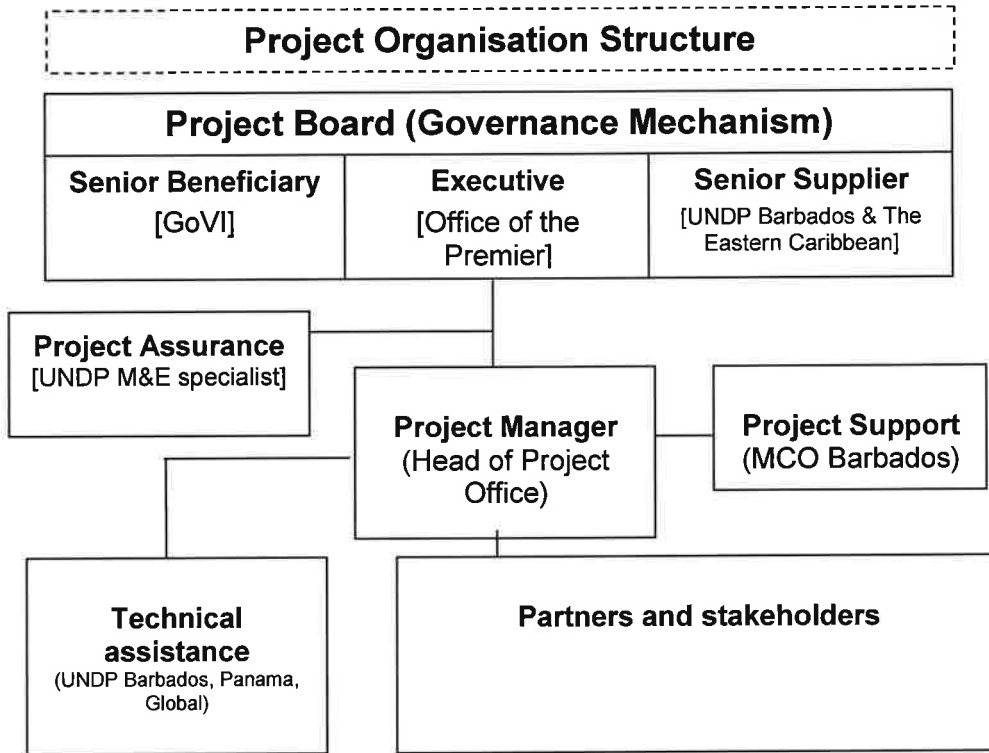 Project Organisation Structure
Project Board (Governance Mechanism)
Senior Beneficiary
[GoVI]
Executive
[Office of the
Premier]
Senior Supplier
[UNDP Barbados & The
Eastern Caribbean]
Project Assurance
[UNDP M&E specialist]
Project Manager
(Head of Project
Office)
Project Support
(MCO Barbados)
Technical
assistance
(UNDP Barbados, Panama,
Global)
Partners and stakeholders